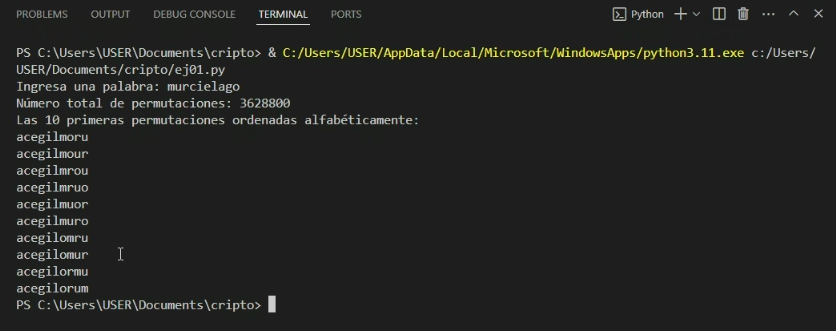 PROBLEMS OUTPUT DEBUG CONSOLE TERMINAL PORTS Python
PS C:\Users\USER\Documents\cripto> & C:/Users/USER/AppData/Local/Microsoft/WindowsApps/python3.11.exe c:/Users/
USER/Documents/cripto/ej01.py
Ingresa una palabra: murcielago
Número total de permutaciones: 3628800
Las 10 primeras permutaciones ordenadas alfabéticamente:
acegilmoru
acegilmour
acegilmrou
acegilmruo
acegilmuor
acegilmuro
acegilomru
acegilomur
acegilormu
acegilorum
PS C:\Users\USER\Documents\cripto>